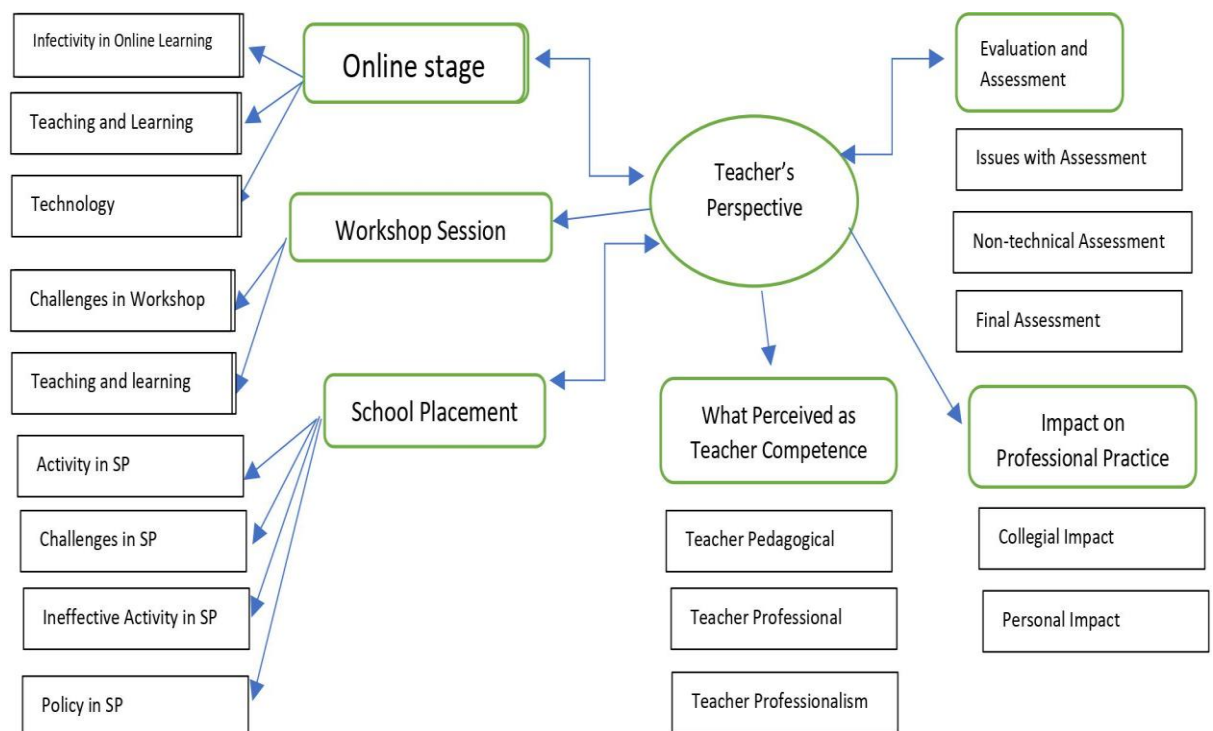 Infectivity in Online Learning
Teaching and Learning
Technology
Online stage
Workshop Session
Challenges in Workshop
Teaching and learning
School Placement
Activity in SP
Challenges in SP
Ineffective Activity in SP
Policy in SP
Teacher's
Perspective
Evaluation and
Assessment
Issues with Assessment
Non-technical Assessment
Final Assessment
What Perceived as
Teacher Competence
Teacher Pedagogical
Teacher Professional
Teacher Professionalism
Impact on
Professional Practice
Collegial Impact
Personal Impact